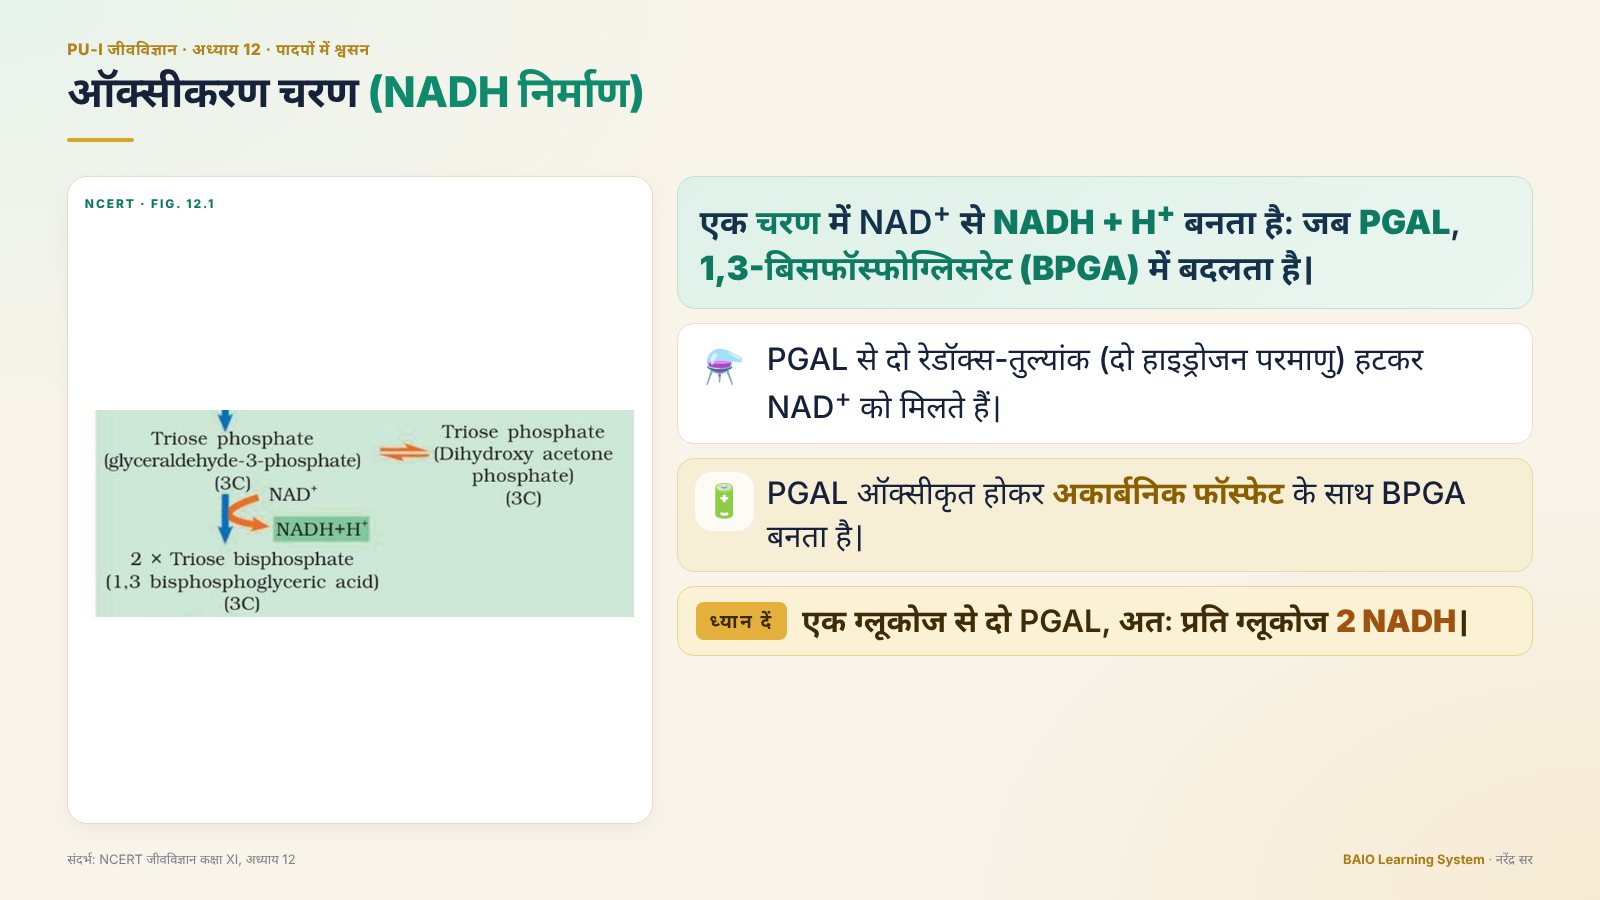 PU-I जीवविज्ञान · अध्याय 12 · पादपों में श्वसन
ऑक्सीकरण चरण (NADH निर्माण)
NCERT · FIG. 12.1
Triose phosphate
(glyceraldehyde-3-phosphate)
(3C)
Triose phosphate
(Dihydroxy acetone
phosphate)
(3C)
NAD⁺
NADH+H⁺
2 × Triose bisphosphate
(1,3 bisphosphoglyceric acid)
(3C)
एक चरण में NAD⁺ से NADH + H⁺ बनता है: जब PGAL,
1,3-बिसफॉस्फोग्लिसरेट (BPGA) में बदलता है|
PGAL से दो रेडॉक्स-तुल्यांक (दो हाइड्रोजन परमाणु) हटकर
NAD⁺ को मिलते हैं|
PGAL ऑक्सीकृत होकर अकार्बनिक फॉस्फेट के साथ BPGA
बनता है|
ध्यान दें
एक ग्लूकोज से दो PGAL, अतः प्रति ग्लूकोज 2 NADH|
संदर्भ: NCERT जीवविज्ञान कक्षा XI, अध्याय 12
BAIO Learning System · नरेंद्र सर